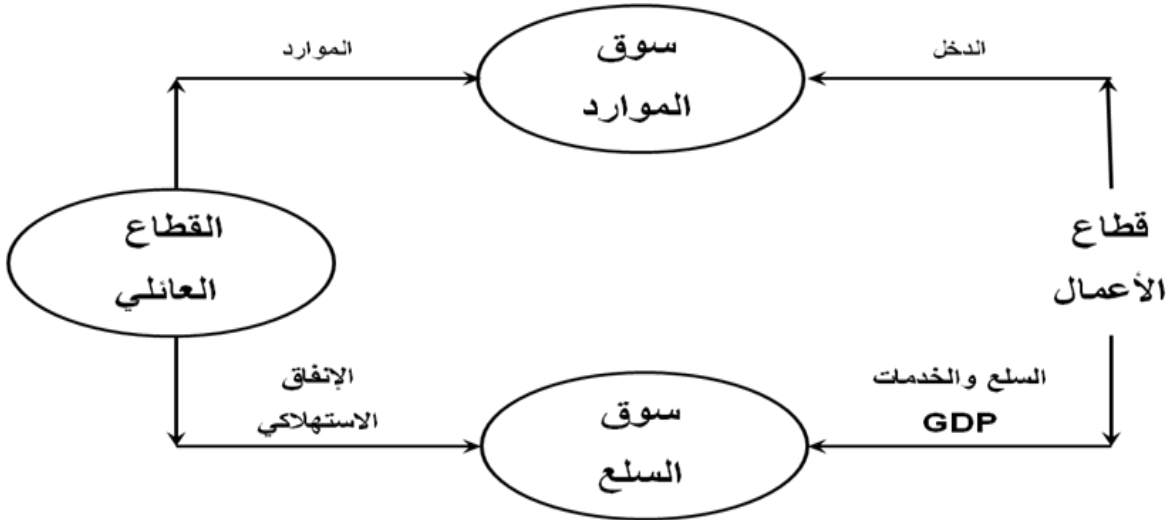 الدخل
سوق
الموارد
الموارد
قطاع
الأعمال
القطاع
العائلي
السلع والخدمات
GDP
سوق
السلع
الإنفاق
الاستهلاكي